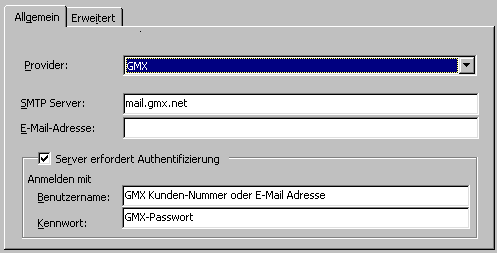 Allgemein Erweitert
Provider: GMX
SMTP Server: mail.gmx.net
E-Mail-Adresse:
Server erfordert Authentifizierung
Anmelden mit
Benutzername: GMX Kunden-Nummer oder E-Mail Adresse
Kennwort: GMX-Passwort